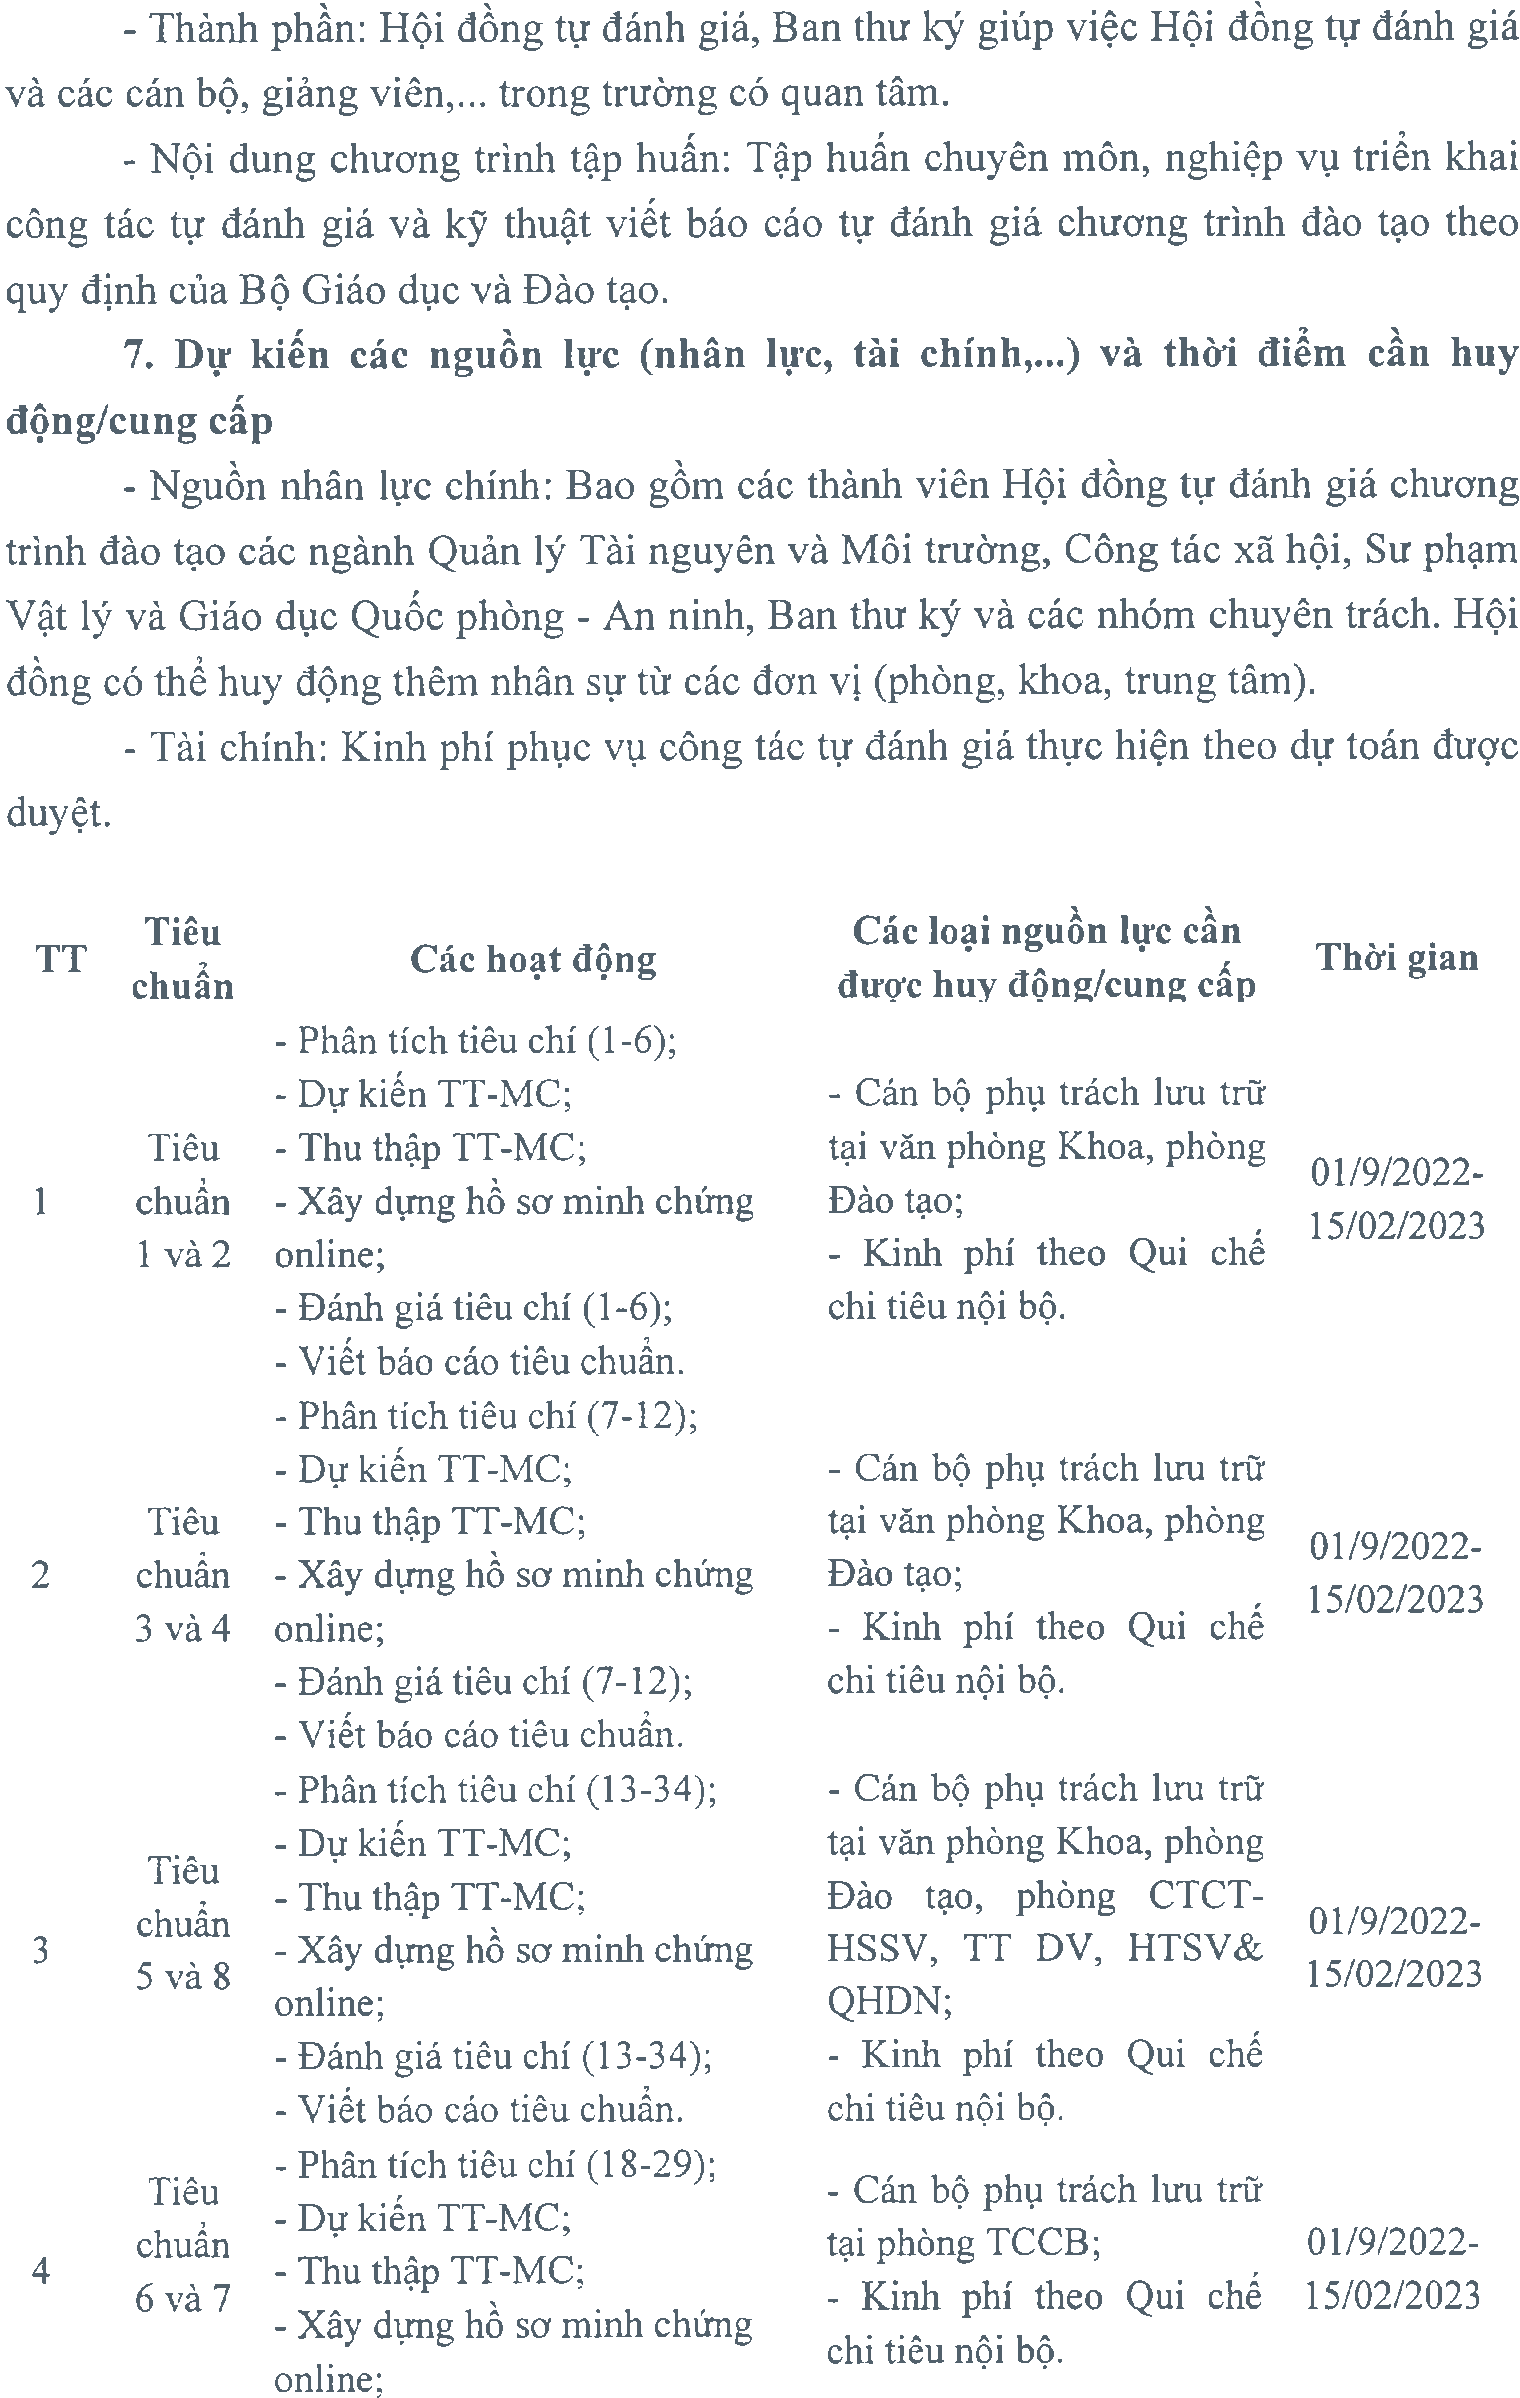 - Thành phần: Hội đồng tự đánh giá, Ban thư ký giúp việc Hội đồng tự đánh giá
và các cán bộ, giảng viên,... trong trường có quan tâm.
- Nội dung chương trình tập huấn: Tập huấn chuyên môn, nghiệp vụ triển khai
công tác tự đánh giá và kỹ thuật viết báo cáo tự đánh giá chương trình đào tạo theo
quy định của Bộ Giáo dục và Đào tạo.
7. Dự kiến các nguồn lực (nhân lực, tài chính,...) và thời điểm cần huy
động/cung cấp
- Nguồn nhân lực chính: Bao gồm các thành viên Hội đồng tự đánh giá chương
trình đào tạo các ngành Quản lý Tài nguyên và Môi trường, Công tác xã hội, Sư phạm
Vật lý và Giáo dục Quốc phòng - An ninh, Ban thư ký và các nhóm chuyên trách. Hội
đồng có thể huy động thêm nhân sự từ các đơn vị (phòng, khoa, trung tâm).
- Tài chính: Kinh phí phục vụ công tác tự đánh giá thực hiện theo dự toán được
duyệt.
TT
Tiêu
chuẩn
Các hoạt động
Các loại nguồn lực cần
được huy động/cung cấp
Thời gian
1
Tiêu
chuẩn
1 và 2
- Phân tích tiêu chí (1-6);
- Dự kiến TT-MC;
- Thu thập TT-MC;
- Xây dựng hồ sơ minh chứng
online;
- Đánh giá tiêu chí (1-6);
- Viết báo cáo tiêu chuẩn.
- Cán bộ phụ trách lưu trữ
tại văn phòng Khoa, phòng
Đào tạo;
- Kinh phí theo Qui chế
chi tiêu nội bộ.
01/9/2022-
15/02/2023
2
Tiêu
chuẩn
3 và 4
- Phân tích tiêu chí (7-12);
- Dự kiến TT-MC;
- Thu thập TT-MC;
- Xây dựng hồ sơ minh chứng
online;
- Đánh giá tiêu chí (7-12);
- Viết báo cáo tiêu chuẩn.
- Cán bộ phụ trách lưu trữ
tại văn phòng Khoa, phòng
Đào tạo;
- Kinh phí theo Qui chế
chi tiêu nội bộ.
01/9/2022-
15/02/2023
3
Tiêu
chuẩn
5 và 8
- Phân tích tiêu chí (13-34);
- Dự kiến TT-MC;
- Thu thập TT-MC;
- Xây dựng hồ sơ minh chứng
online;
- Đánh giá tiêu chí (13-34);
- Viết báo cáo tiêu chuẩn.
- Cán bộ phụ trách lưu trữ
tại văn phòng Khoa, phòng
Đào tạo, phòng CTCT-
HSSV, TT DV, HTSV&
QHDN;
- Kinh phí theo Qui chế
chi tiêu nội bộ.
01/9/2022-
15/02/2023
4
Tiêu
chuẩn
6 và 7
- Phân tích tiêu chí (18-29);
- Dự kiến TT-MC;
- Thu thập TT-MC;
- Xây dựng hồ sơ minh chứng
online;
- Cán bộ phụ trách lưu trữ
tại phòng TCCB;
- Kinh phí theo Qui chế
chi tiêu nội bộ.
01/9/2022-
15/02/2023